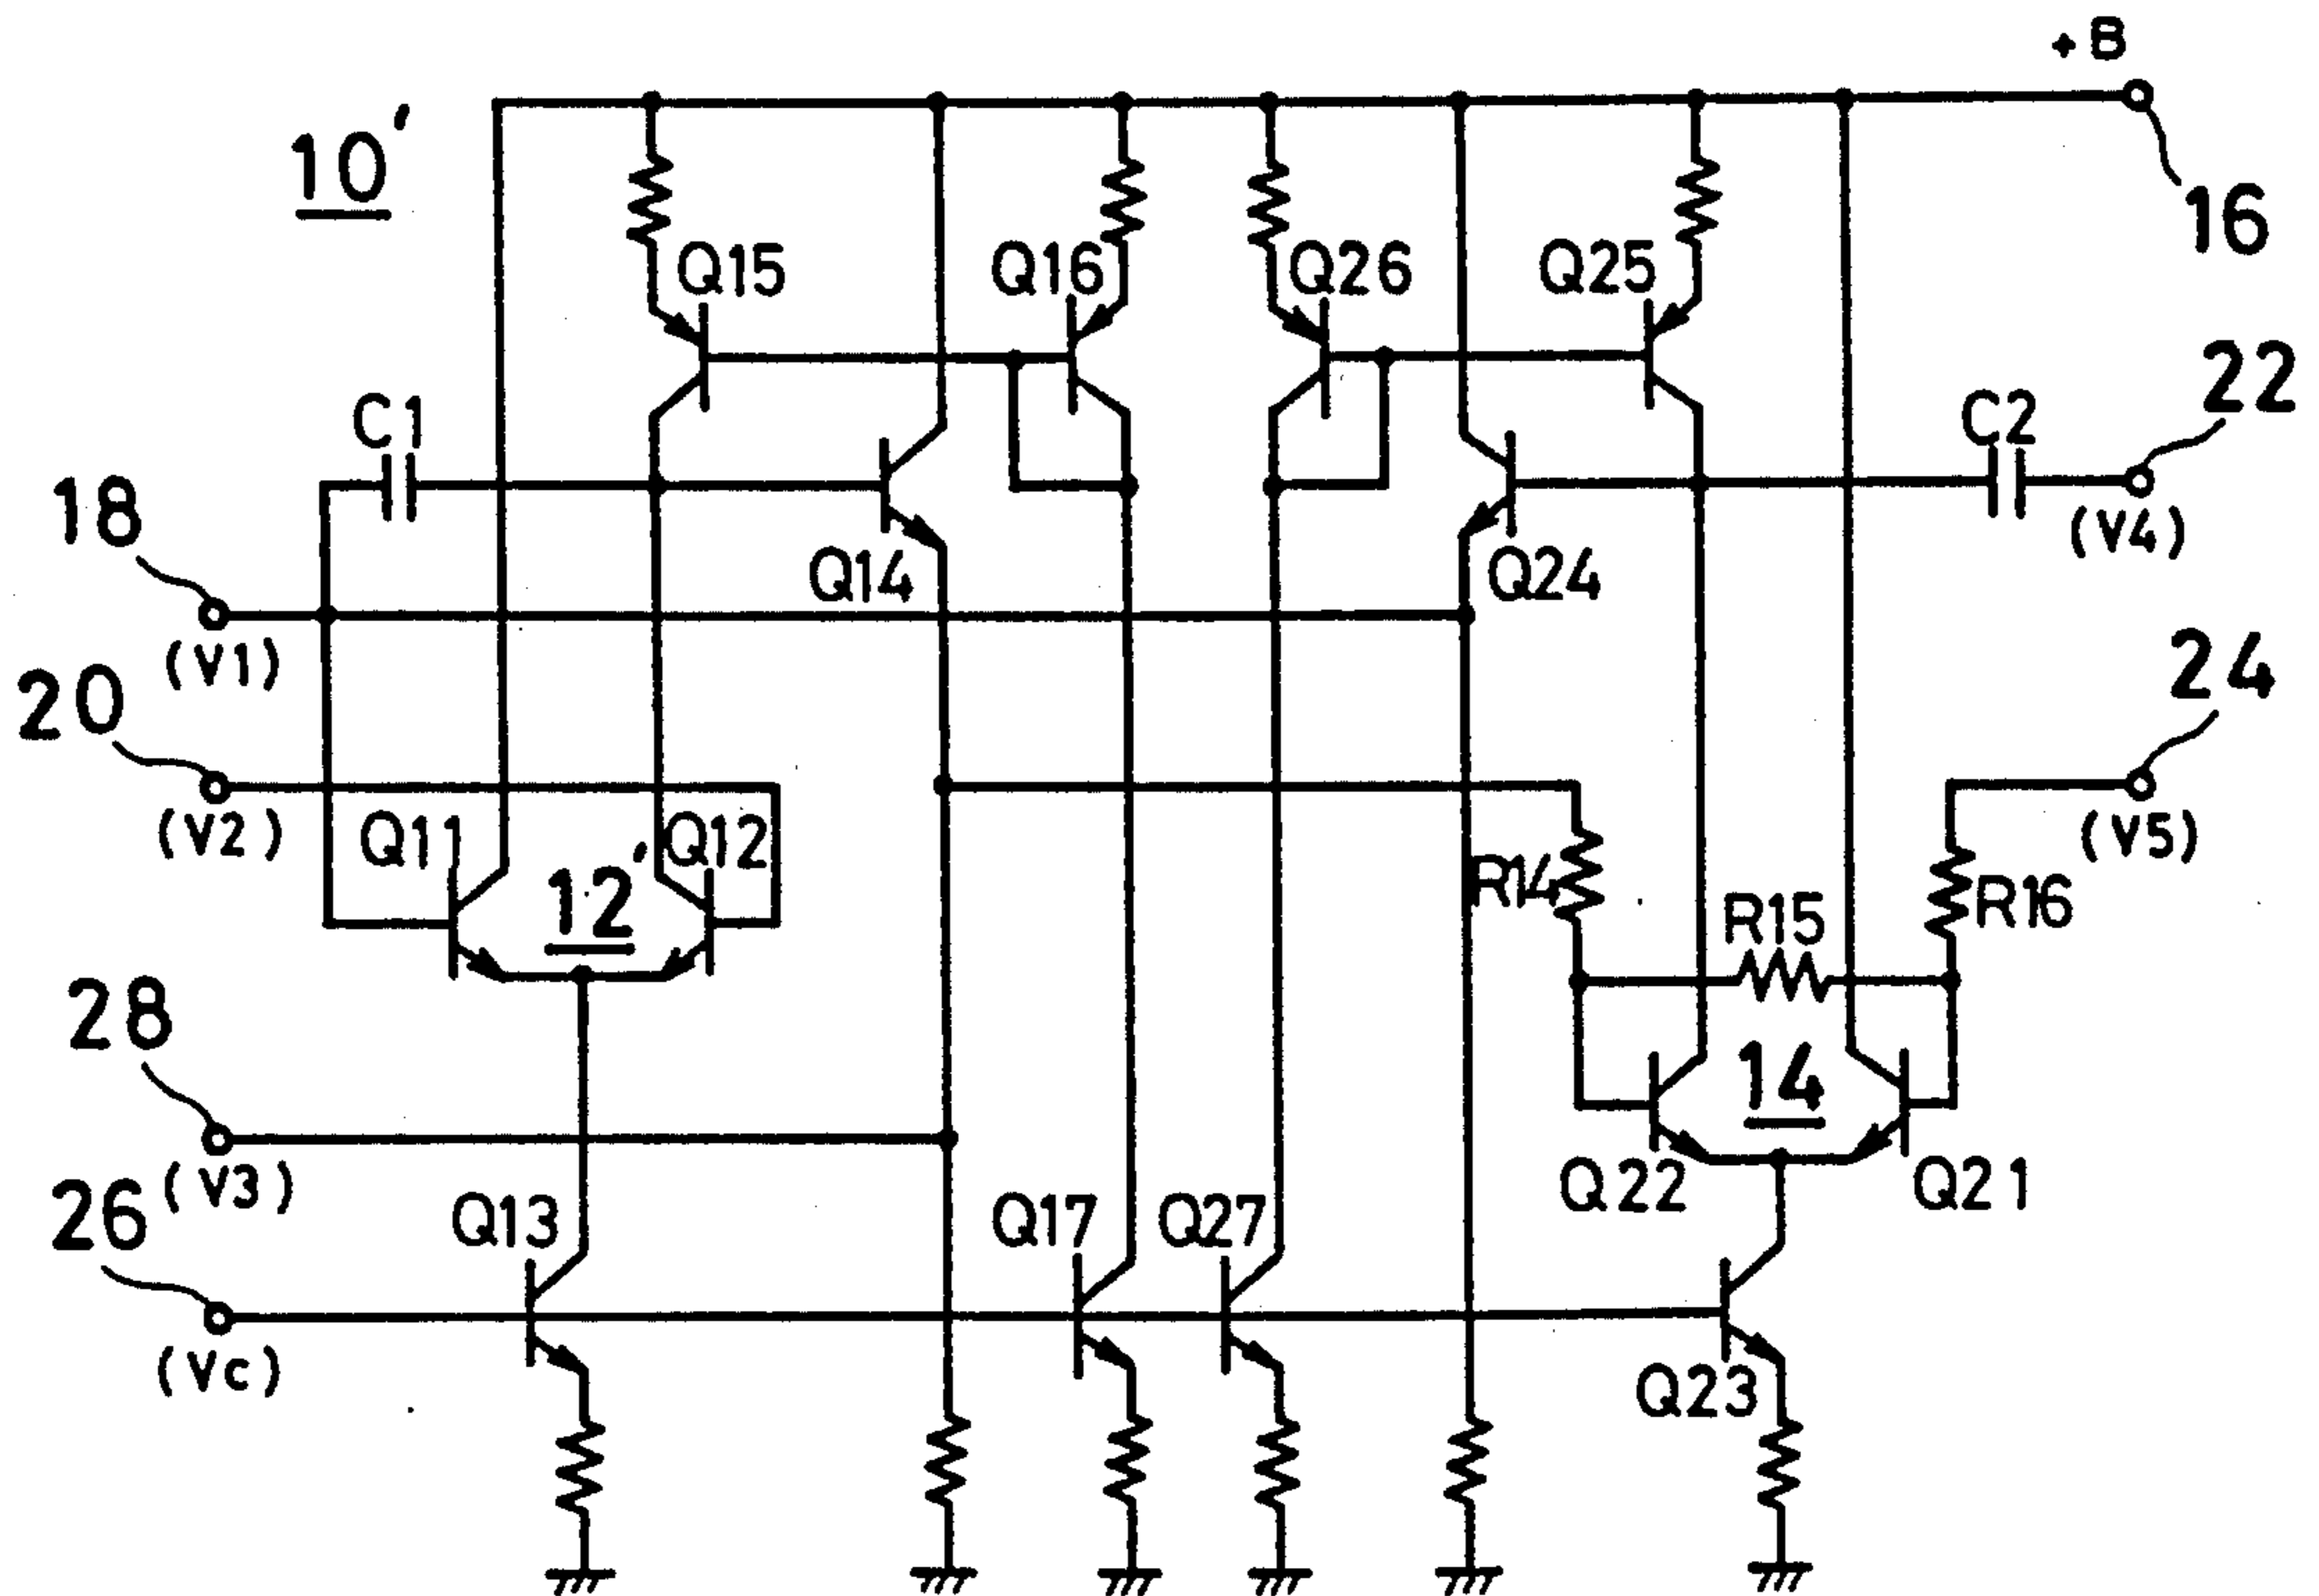 +B
10'
16
Q15
Q16
Q26
Q25
22
C1
C2
18
(V4)
Q14
Q24
(V1)
24
20
(V2)
Q11
Q12
(V5)
12'
R14
R15
R16
28
14
(V3)
Q22
Q21
26
Q13
Q17
Q27
(Vc)
Q23